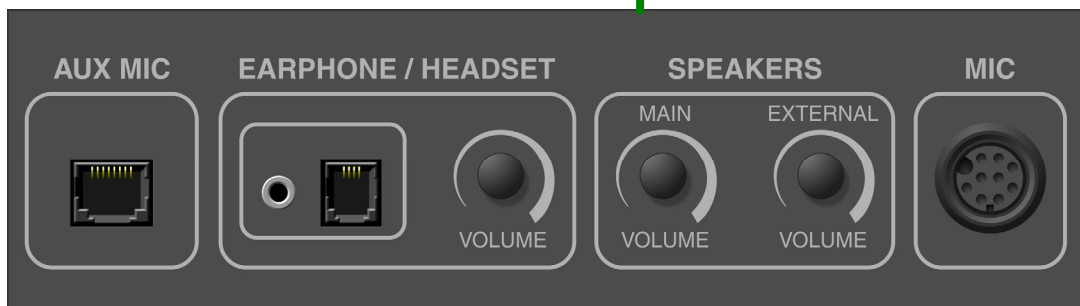 AUX MIC
EARPHONE / HEADSET
SPEAKERS
MIC
MAIN
EXTERNAL
VOLUME
VOLUME
VOLUME